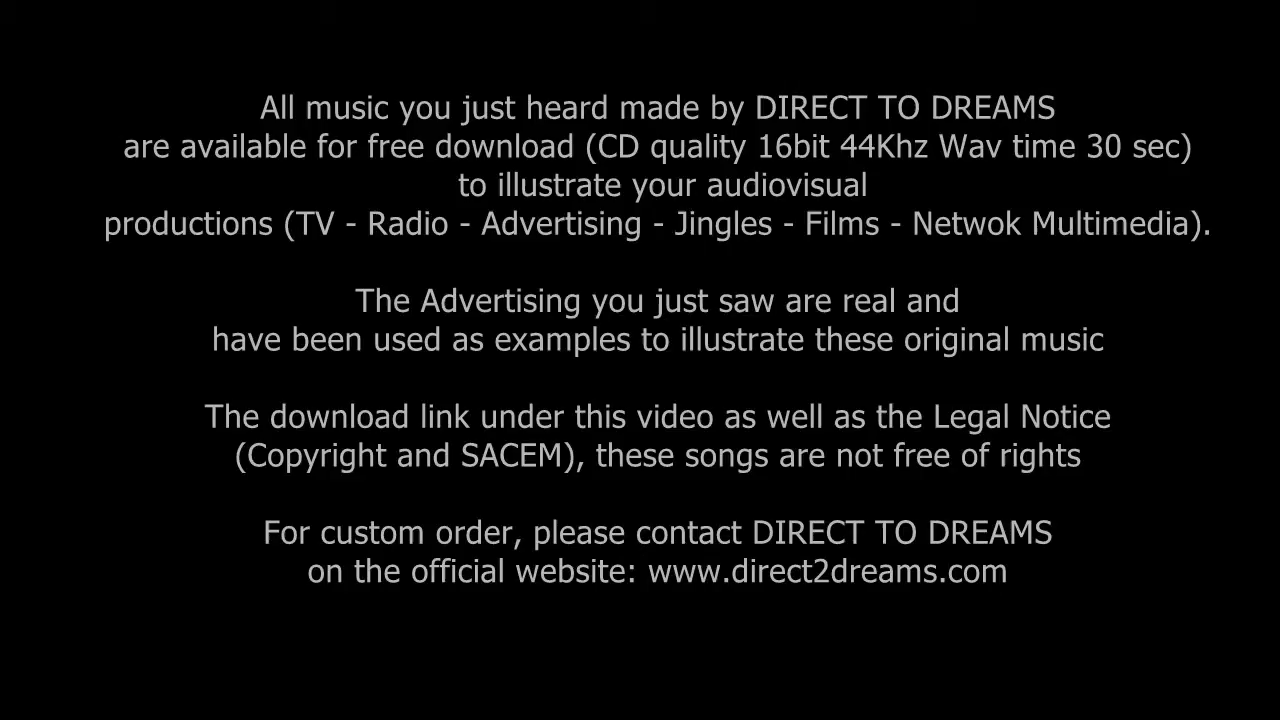 All music you just heard made by DIRECT TO DREAMS
are available for free download (CD quality 16bit 44Khz Wav time 30 sec)
to illustrate your audiovisual
productions (TV - Radio - Advertising - Jingles - Films - Netwok Multimedia).
The Advertising you just saw are real and
have been used as examples to illustrate these original music
The download link under this video as well as the Legal Notice
(Copyright and SACEM), these songs are not free of rights
For custom order, please contact DIRECT TO DREAMS
on the official website: www.direct2dreams.com